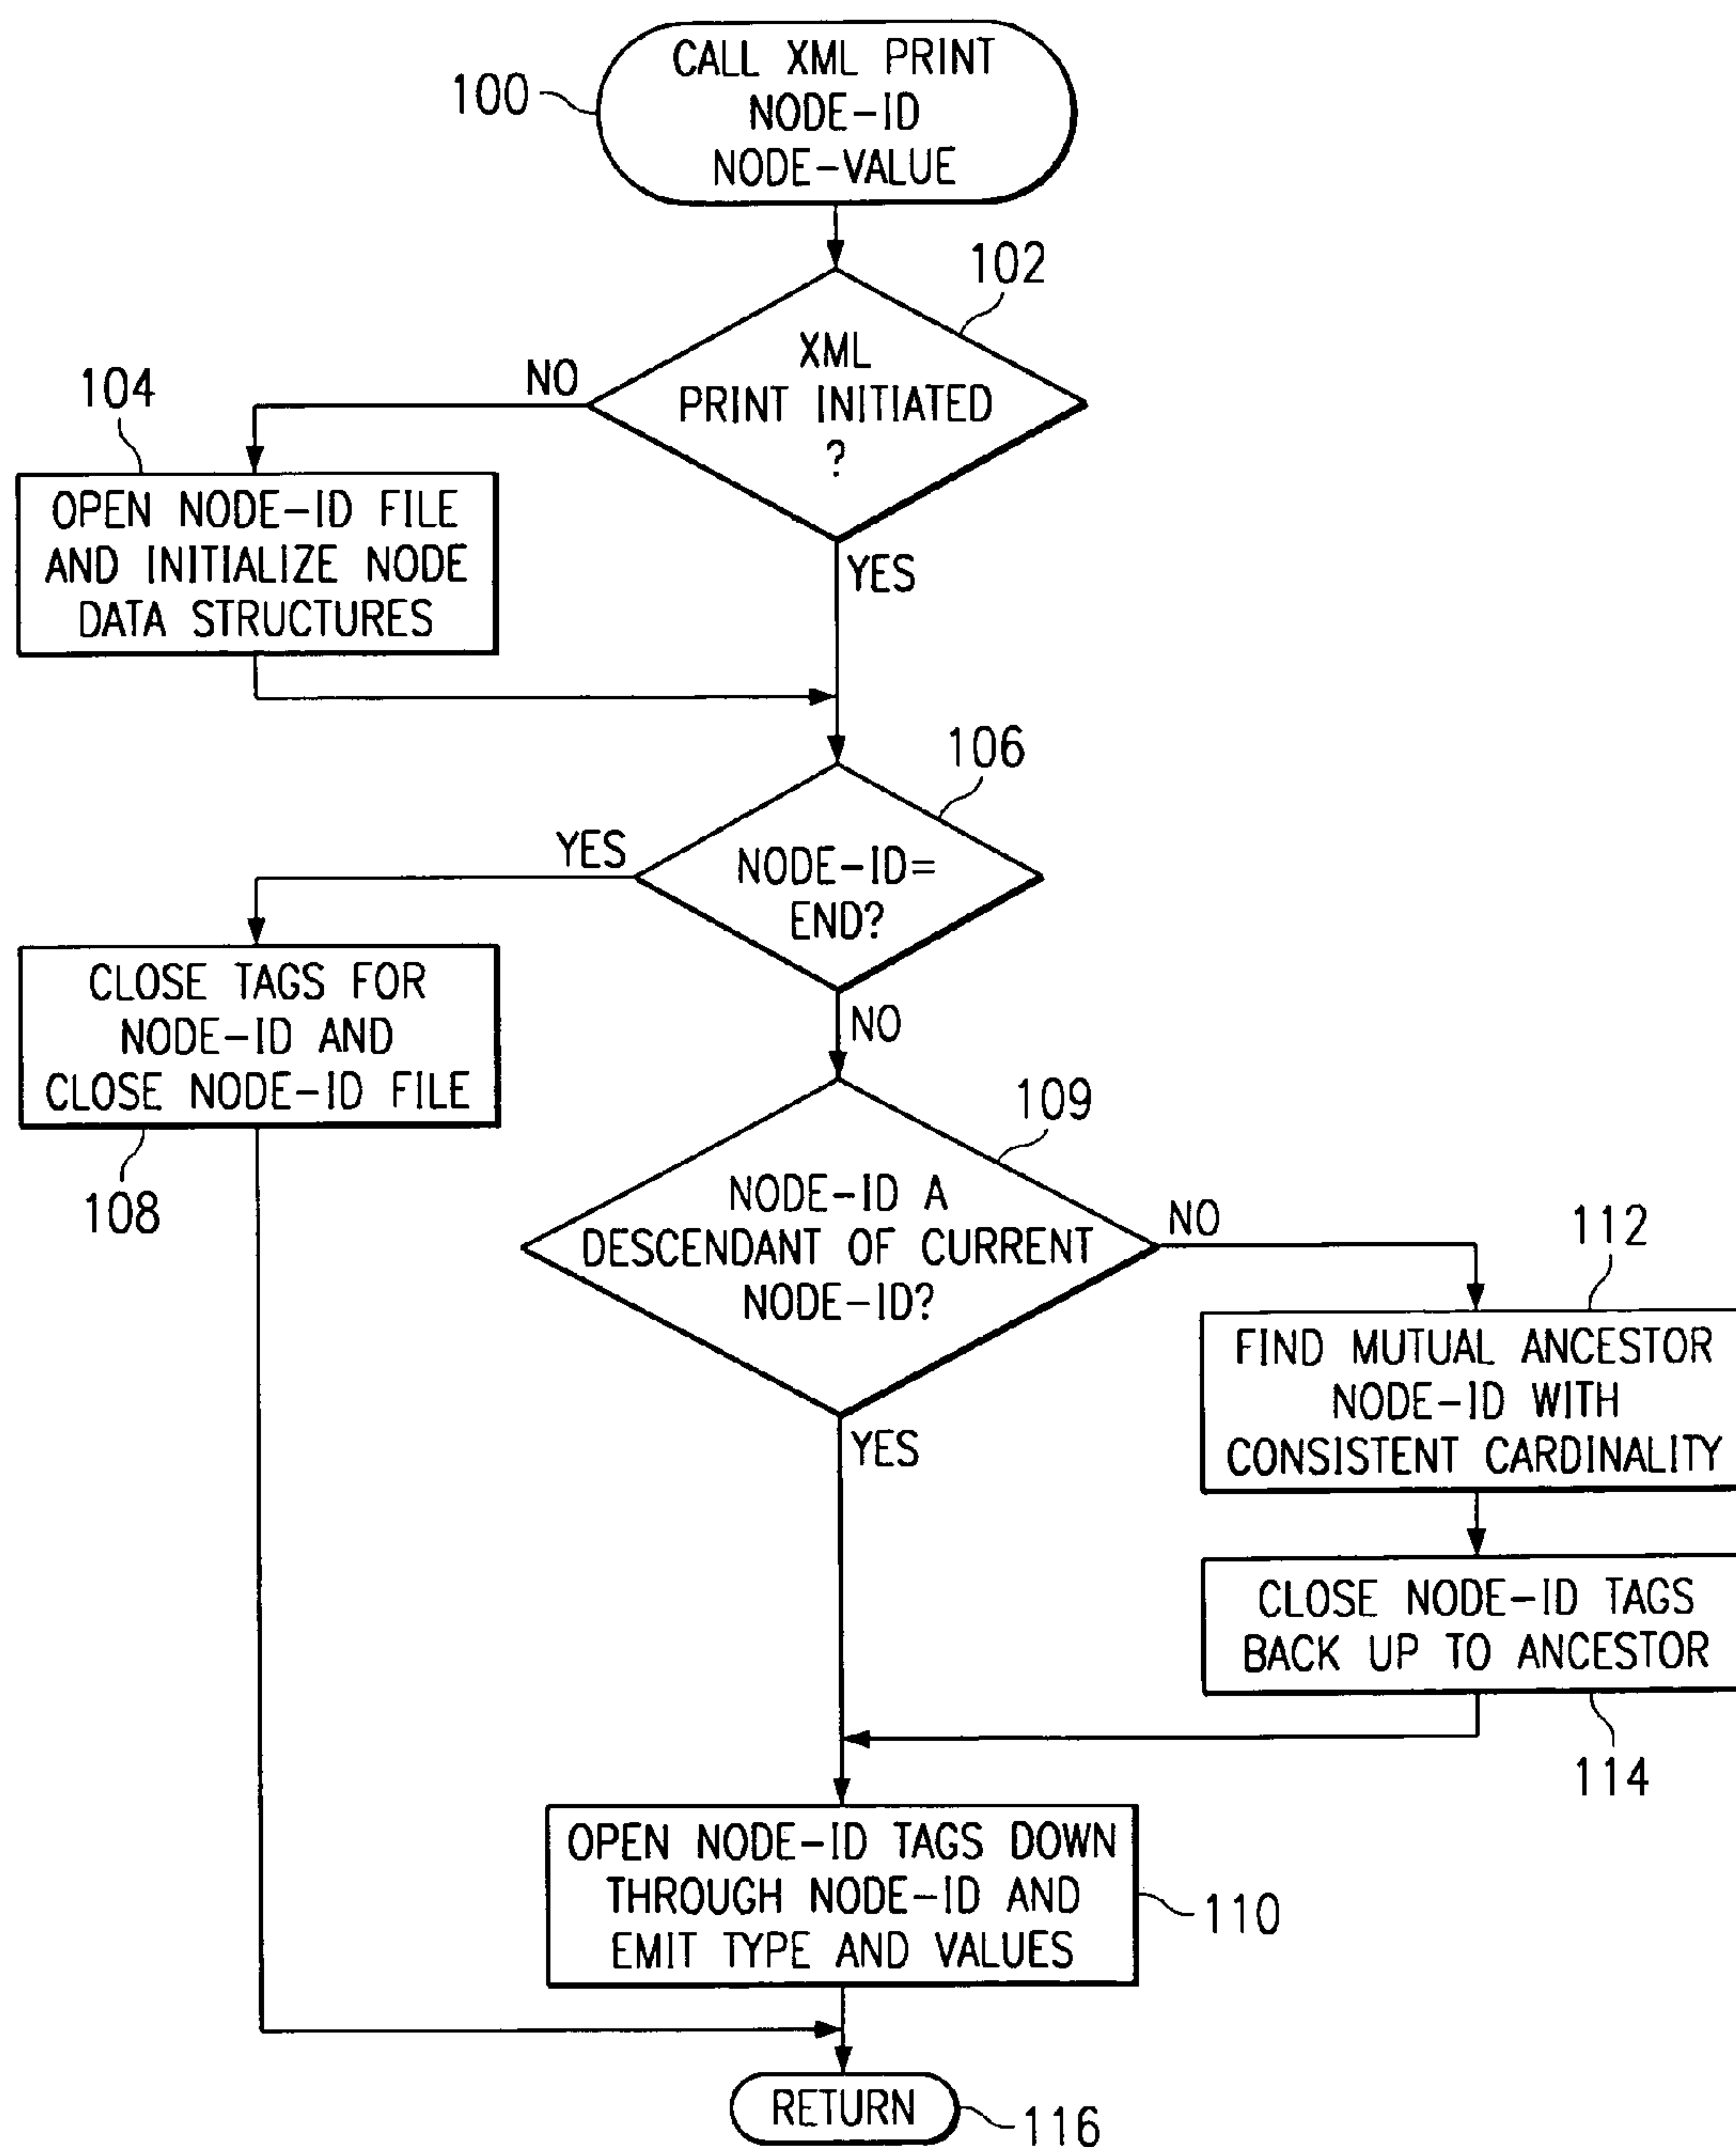 CALL XML PRINT
NODE-ID
NODE-VALUE
100
102
XML
PRINT INITIATED
?
NO
YES
104
OPEN NODE-ID FILE
AND INITIALIZE NODE
DATA STRUCTURES
106
NODE-ID=
END?
YES
NO
CLOSE TAGS FOR
NODE-ID AND
CLOSE NODE-ID FILE
108
109
NODE-ID A
DESCENDANT OF CURRENT
NODE-ID?
NO
YES
112
FIND MUTUAL ANCESTOR
NODE-ID WITH
CONSISTENT CARDINALITY
CLOSE NODE-ID TAGS
BACK UP TO ANCESTOR
114
OPEN NODE-ID TAGS DOWN
THROUGH NODE-ID AND
EMIT TYPE AND VALUES
110
RETURN
116